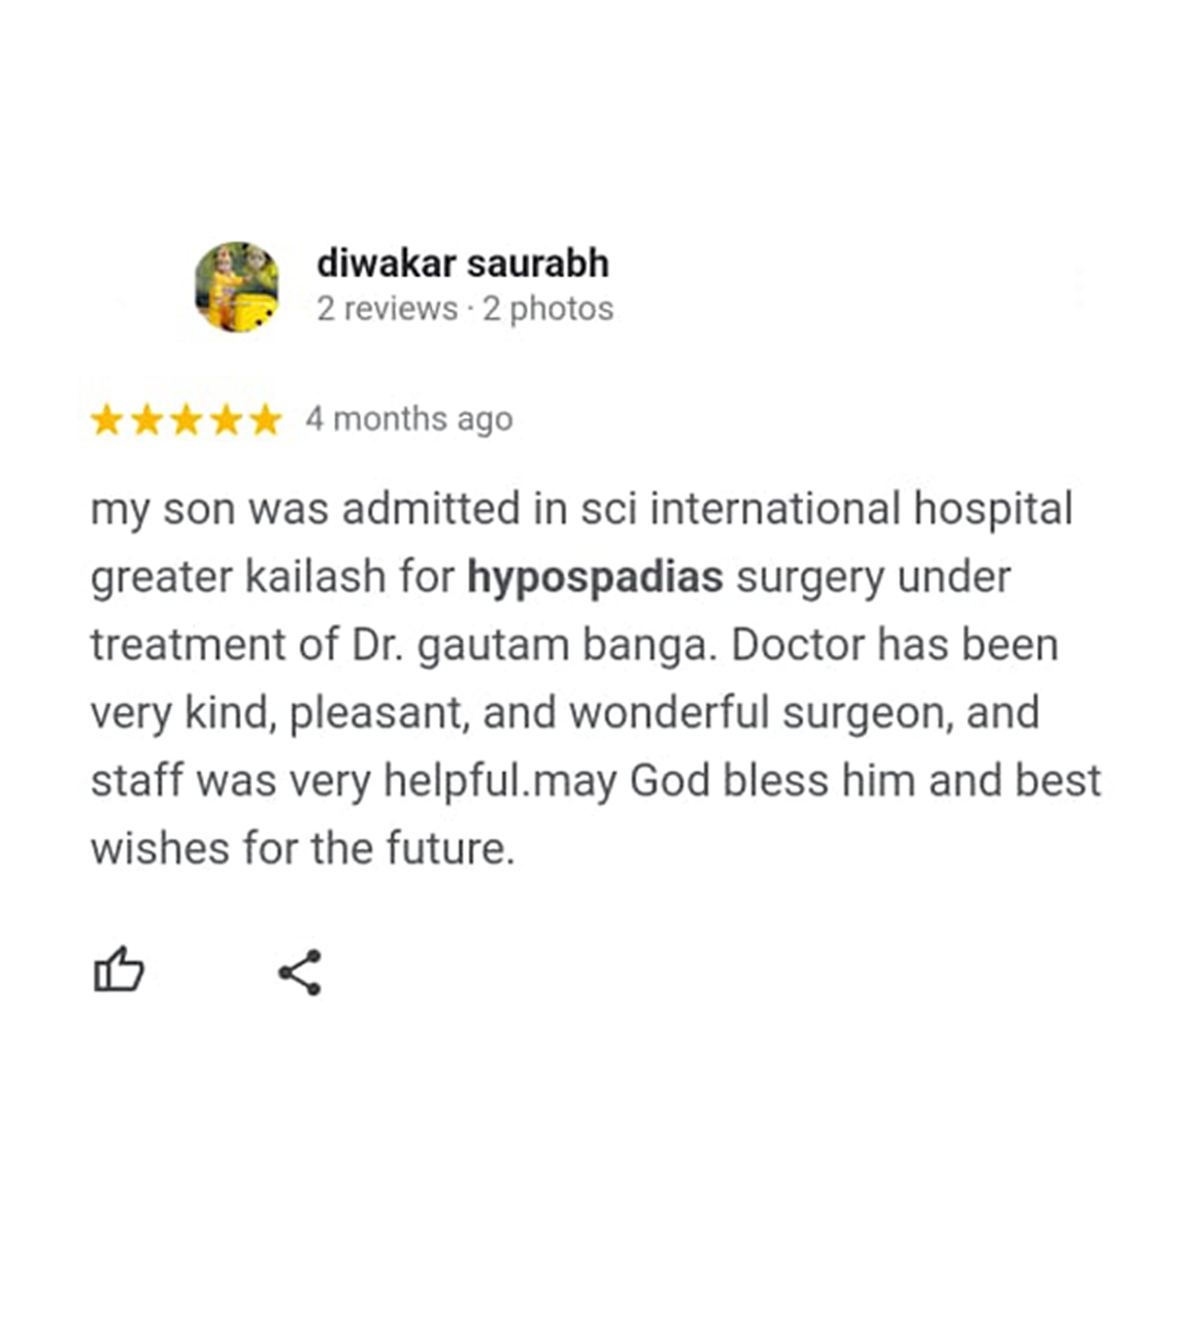 diwakar saurabh
2 reviews · 2 photos
4 months ago
my son was admitted in sci international hospital
greater kailash for hypospadias surgery under
treatment of Dr. gautam banga. Doctor has been
very kind, pleasant, and wonderful surgeon, and
staff was very helpful.may God bless him and best
wishes for the future.